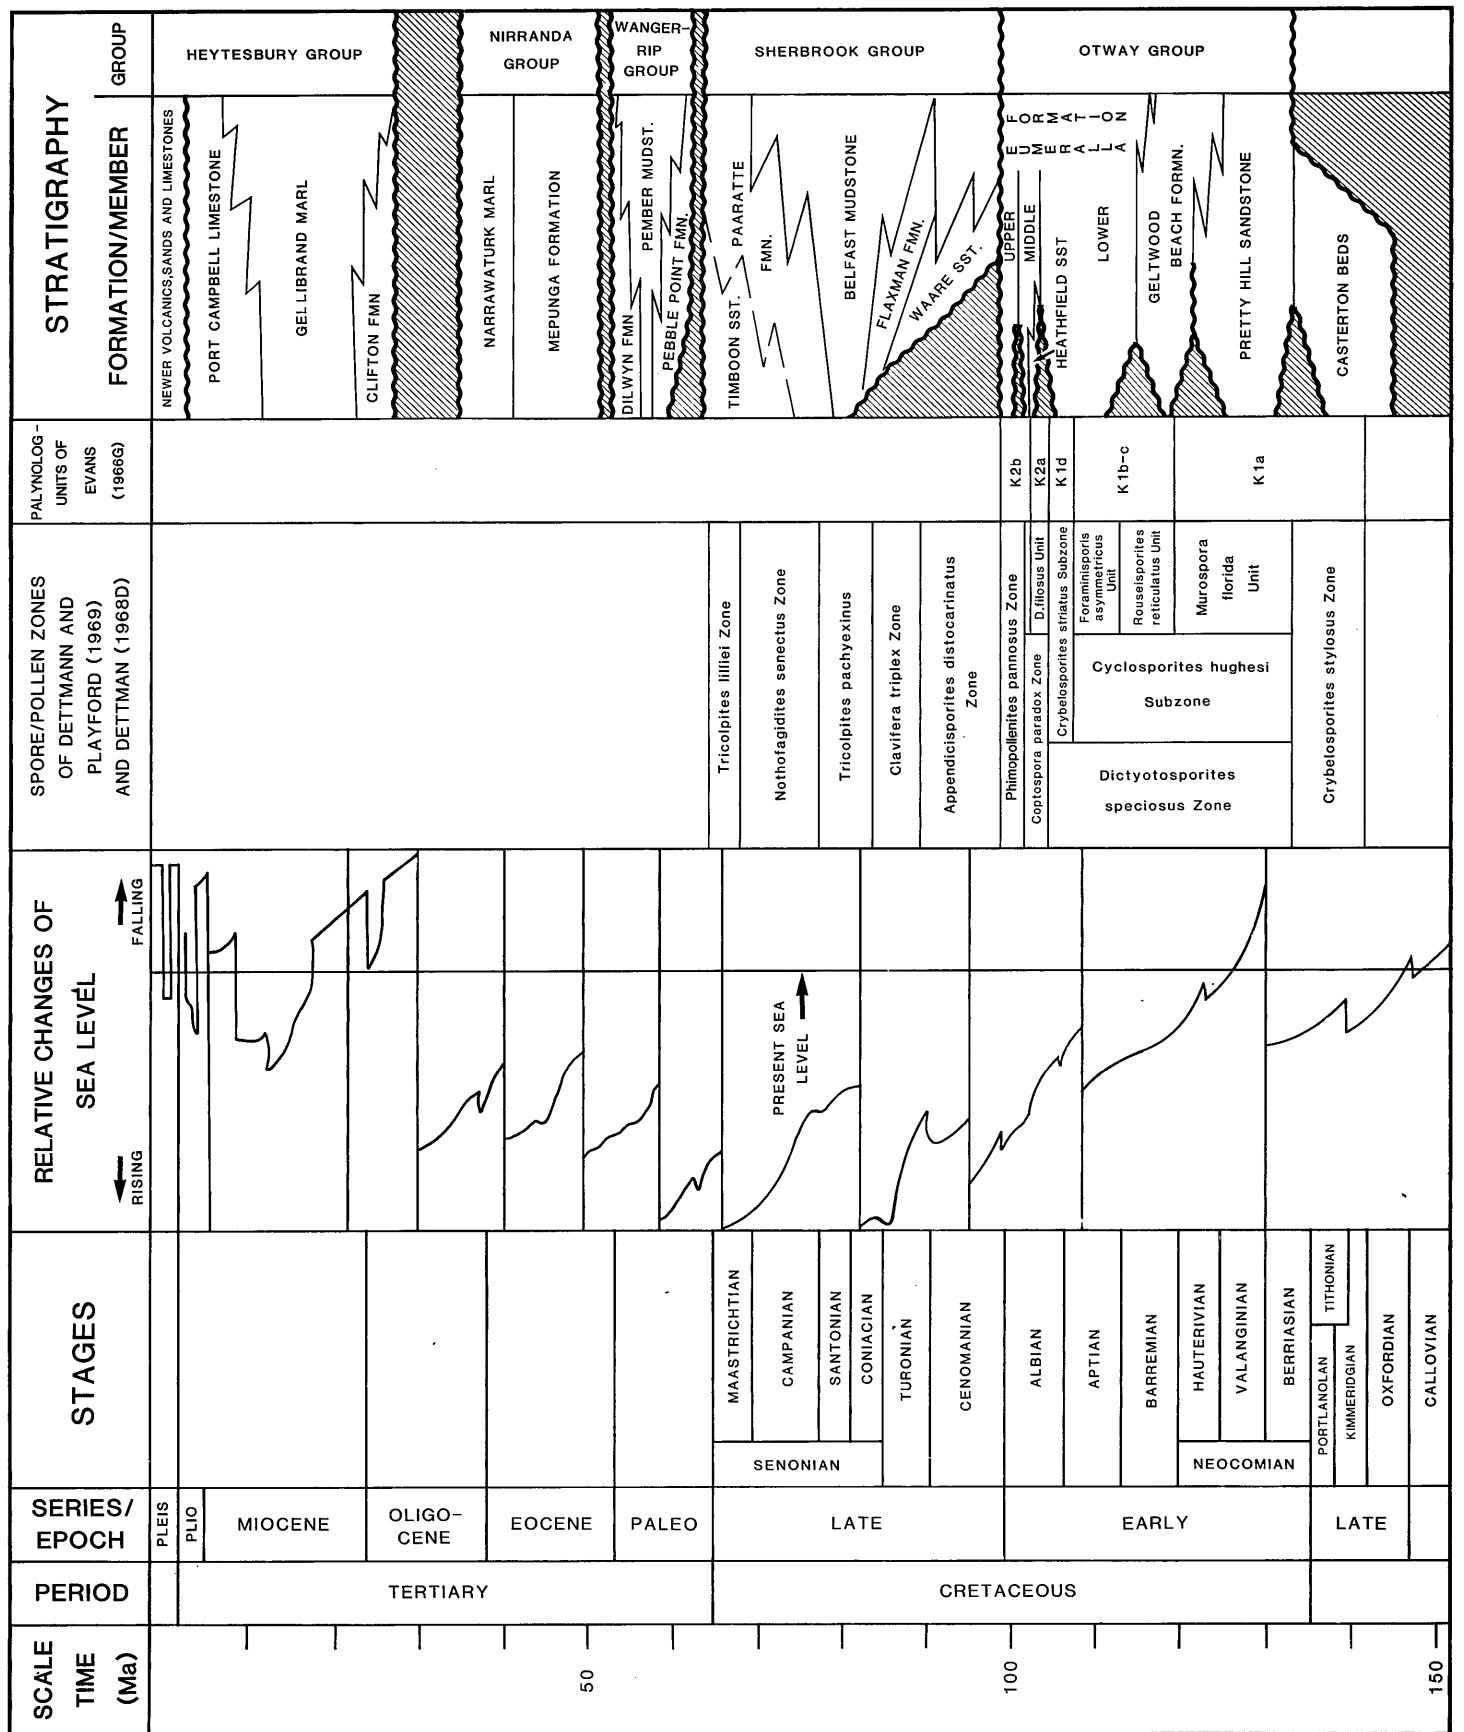 STRATIGRAPHY
GROUP
HEYTESBURY GROUP
NIRRANDA
GROUP
WANGER-
RIP
GROUP
SHERBROOK GROUP
OTWAY GROUP
FORMATION/MEMBER
NEWER VOLCANICS,SANDS AND LIMESTONES
PORT CAMPBELL LIMESTONE
GELLIBRAND MARL
CLIFTON FMN
NARRAWATURK MARL
MEPUNGA FORMATION
DILWYN FMN
PEMBER MUDST.
PEBBLE POINT FMN.
TIMBOON SST.
PAARATTE
FMN.
BELFAST MUDSTONE
FLAXMAN FMN.
WAARE SST.
EUMERALLA
FORMATION
UPPER
MIDDLE
HEATHFIELD SST
LOWER
GELTWOOD
BEACH FORMN.
PRETTY HILL SANDSTONE
CASTERTON BEDS
PALYNOLOG-
UNITS OF
EVANS
(1966G)
K2b
K2a
K1d
K1b-c
K1a
SPORE/POLLEN ZONES
OF DETTMANN AND
PLAYFORD (1969)
AND DETTMAN (1968D)
Tricolpites lilliei Zone
Nothofagidites senectus Zone
Tricolpites pachyexinus
Clavifera triplex Zone
Appendicisporites distocarinatus
Zone
Phimopollenites pannosus Zone
D.filosus Unit
Coptospora paradox Zone
Crybelosporites striatus Subzone
Foraminisporis
asymmetricus
Unit
Rouseisporites
reticulatus Unit
Murospora
florida
Unit
Cyclosporites hughesi
Subzone
Dictyotosporites
speciosus Zone
Crybelosporites stylosus Zone
RELATIVE CHANGES OF
SEA LEVEL
FALLING
RISING
PRESENT SEA
LEVEL
STAGES
MAASTRICHTIAN
CAMPANIAN
SANTONIAN
CONIACIAN
TURONIAN
CENOMANIAN
ALBIAN
APTIAN
BARREMIAN
HAUTERIVIAN
VALANGINIAN
BERRIASIAN
TITHONIAN
PORTLANOLAN
KIMMERIDGIAN
OXFORDIAN
CALLOVIAN
SENONIAN
NEOCOMIAN
SERIES/
EPOCH
PLEIS
PLIO
MIOCENE
OLIGO-
CENE
EOCENE
PALEO
LATE
EARLY
LATE
PERIOD
TERTIARY
CRETACEOUS
SCALE
TIME
(Ma)
50
100
150